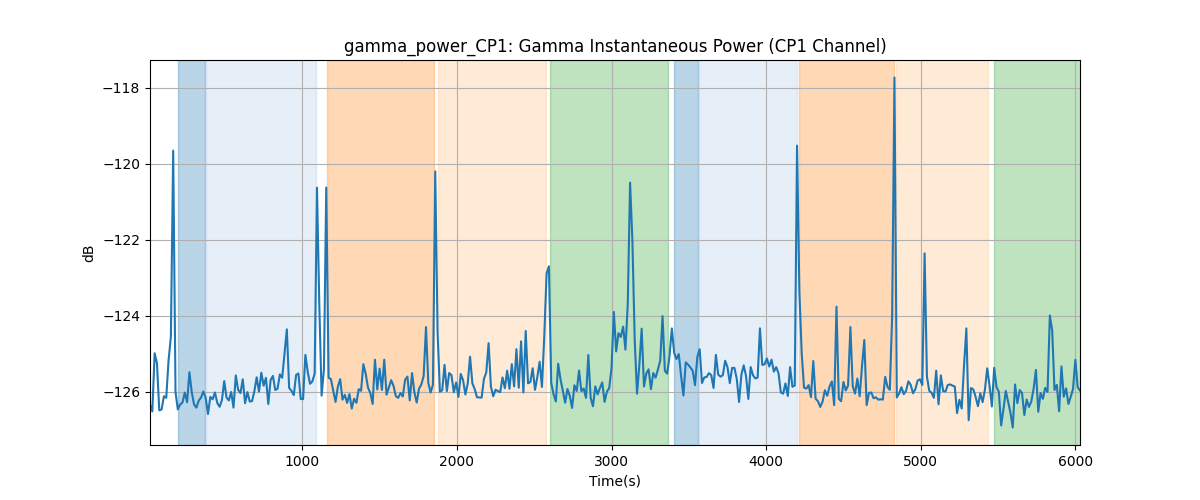 gamma_power_CP1: Gamma Instantaneous Power (CP1 Channel)
−118
−120
−122
−124
−126
dB
1000 2000 3000 4000 5000 6000
Time(s)